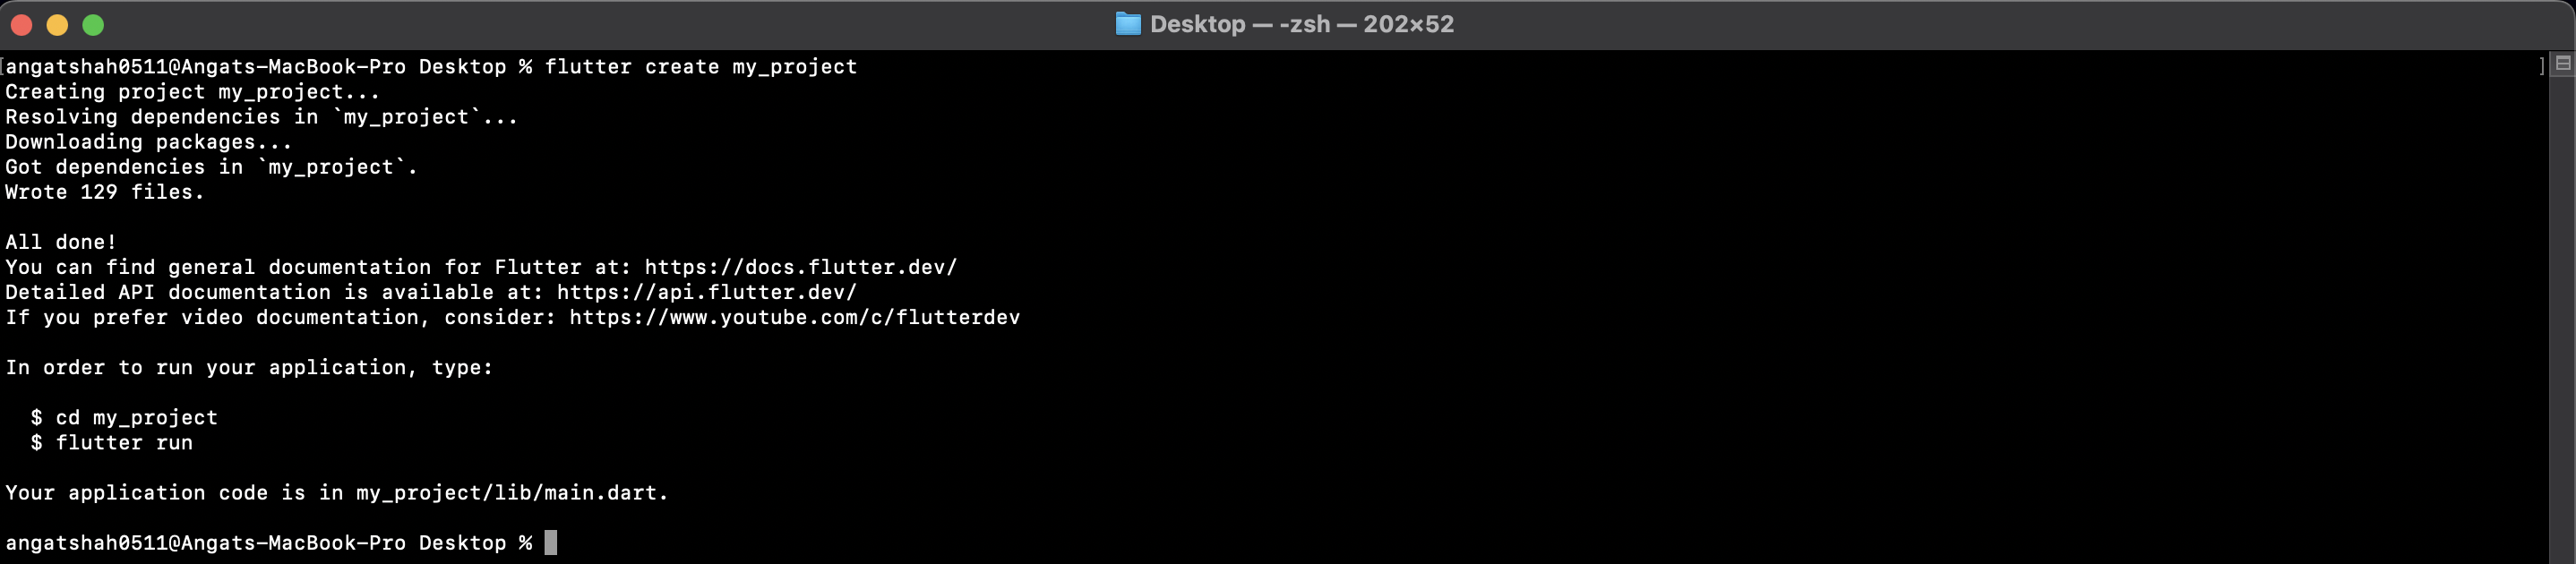 Desktop — -zsh — 202×52
angatshah0511@Angats-MacBook-Pro Desktop % flutter create my_project
Creating project my_project...
Resolving dependencies in `my_project`...
Downloading packages...
Got dependencies in `my_project`.
Wrote 129 files.

All done!
You can find general documentation for Flutter at: https://docs.flutter.dev/
Detailed API documentation is available at: https://api.flutter.dev/
If you prefer video documentation, consider: https://www.youtube.com/c/flutterdev

In order to run your application, type:

  $ cd my_project
  $ flutter run

Your application code is in my_project/lib/main.dart.

angatshah0511@Angats-MacBook-Pro Desktop %